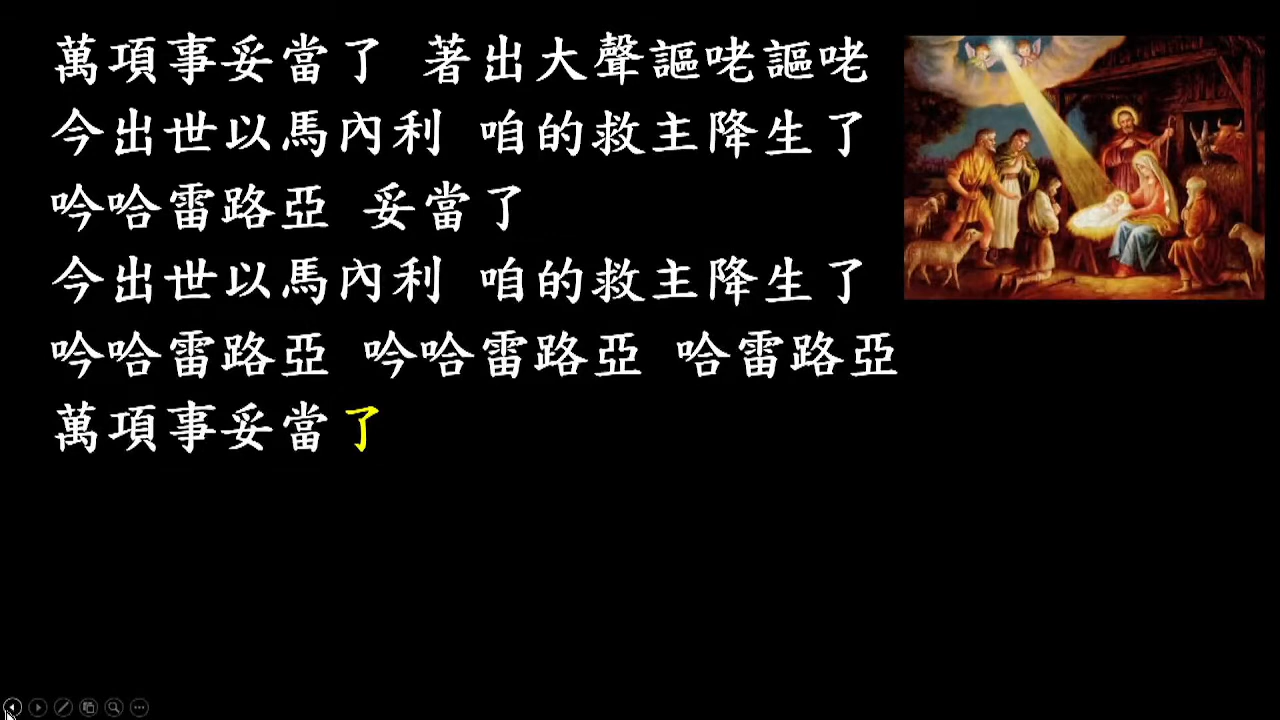 萬項事妥當了 著出大聲謳咾謳咾
今出世以馬內利 咱的救主降生了
吟哈雷路亞 妥當了
今出世以馬內利 咱的救主降生了
吟哈雷路亞 吟哈雷路亞 哈雷路亞
萬項事妥當了